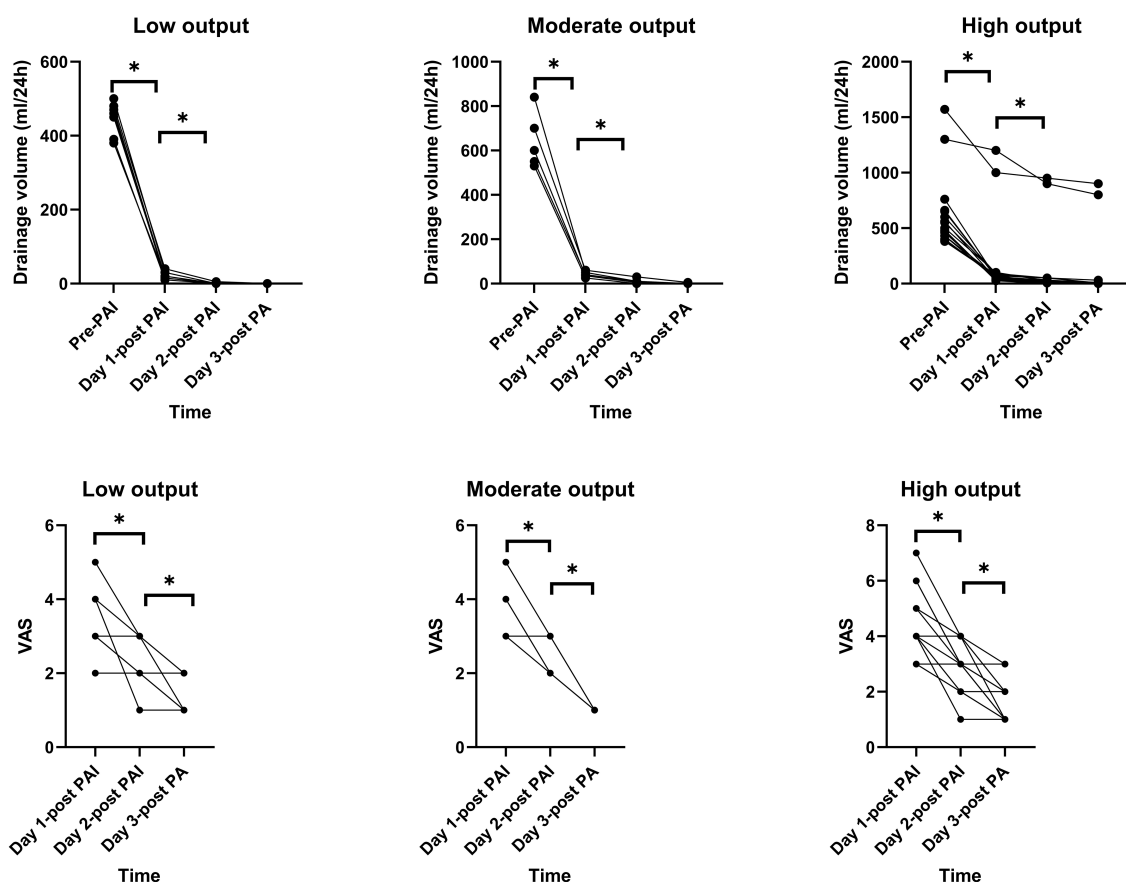 Low output
Drainage volume (ml/24h)
600
400
200
0
*
*
Pre-PAI
Day 1-post PAI
Day 2-post PAI
Day 3-post PA
Time
Moderate output
Drainage volume (ml/24h)
1000
800
600
400
200
0
*
*
Pre-PAI
Day 1-post PAI
Day 2-post PAI
Day 3-post PA
Time
High output
Drainage volume (ml/24h)
2000
1500
1000
500
0
*
*
Pre-PAI
Day 1-post PAI
Day 2-post PAI
Day 3-post PA
Time
Low output
VAS
6
4
2
0
*
*
Day 1-post PAI
Day 2-post PAI
Day 3-post PA
Time
Moderate output
VAS
6
4
2
0
*
*
Day 1-post PAI
Day 2-post PAI
Day 3-post PA
Time
High output
VAS
8
6
4
2
0
*
*
Day 1-post PAI
Day 2-post PAI
Day 3-post PA
Time